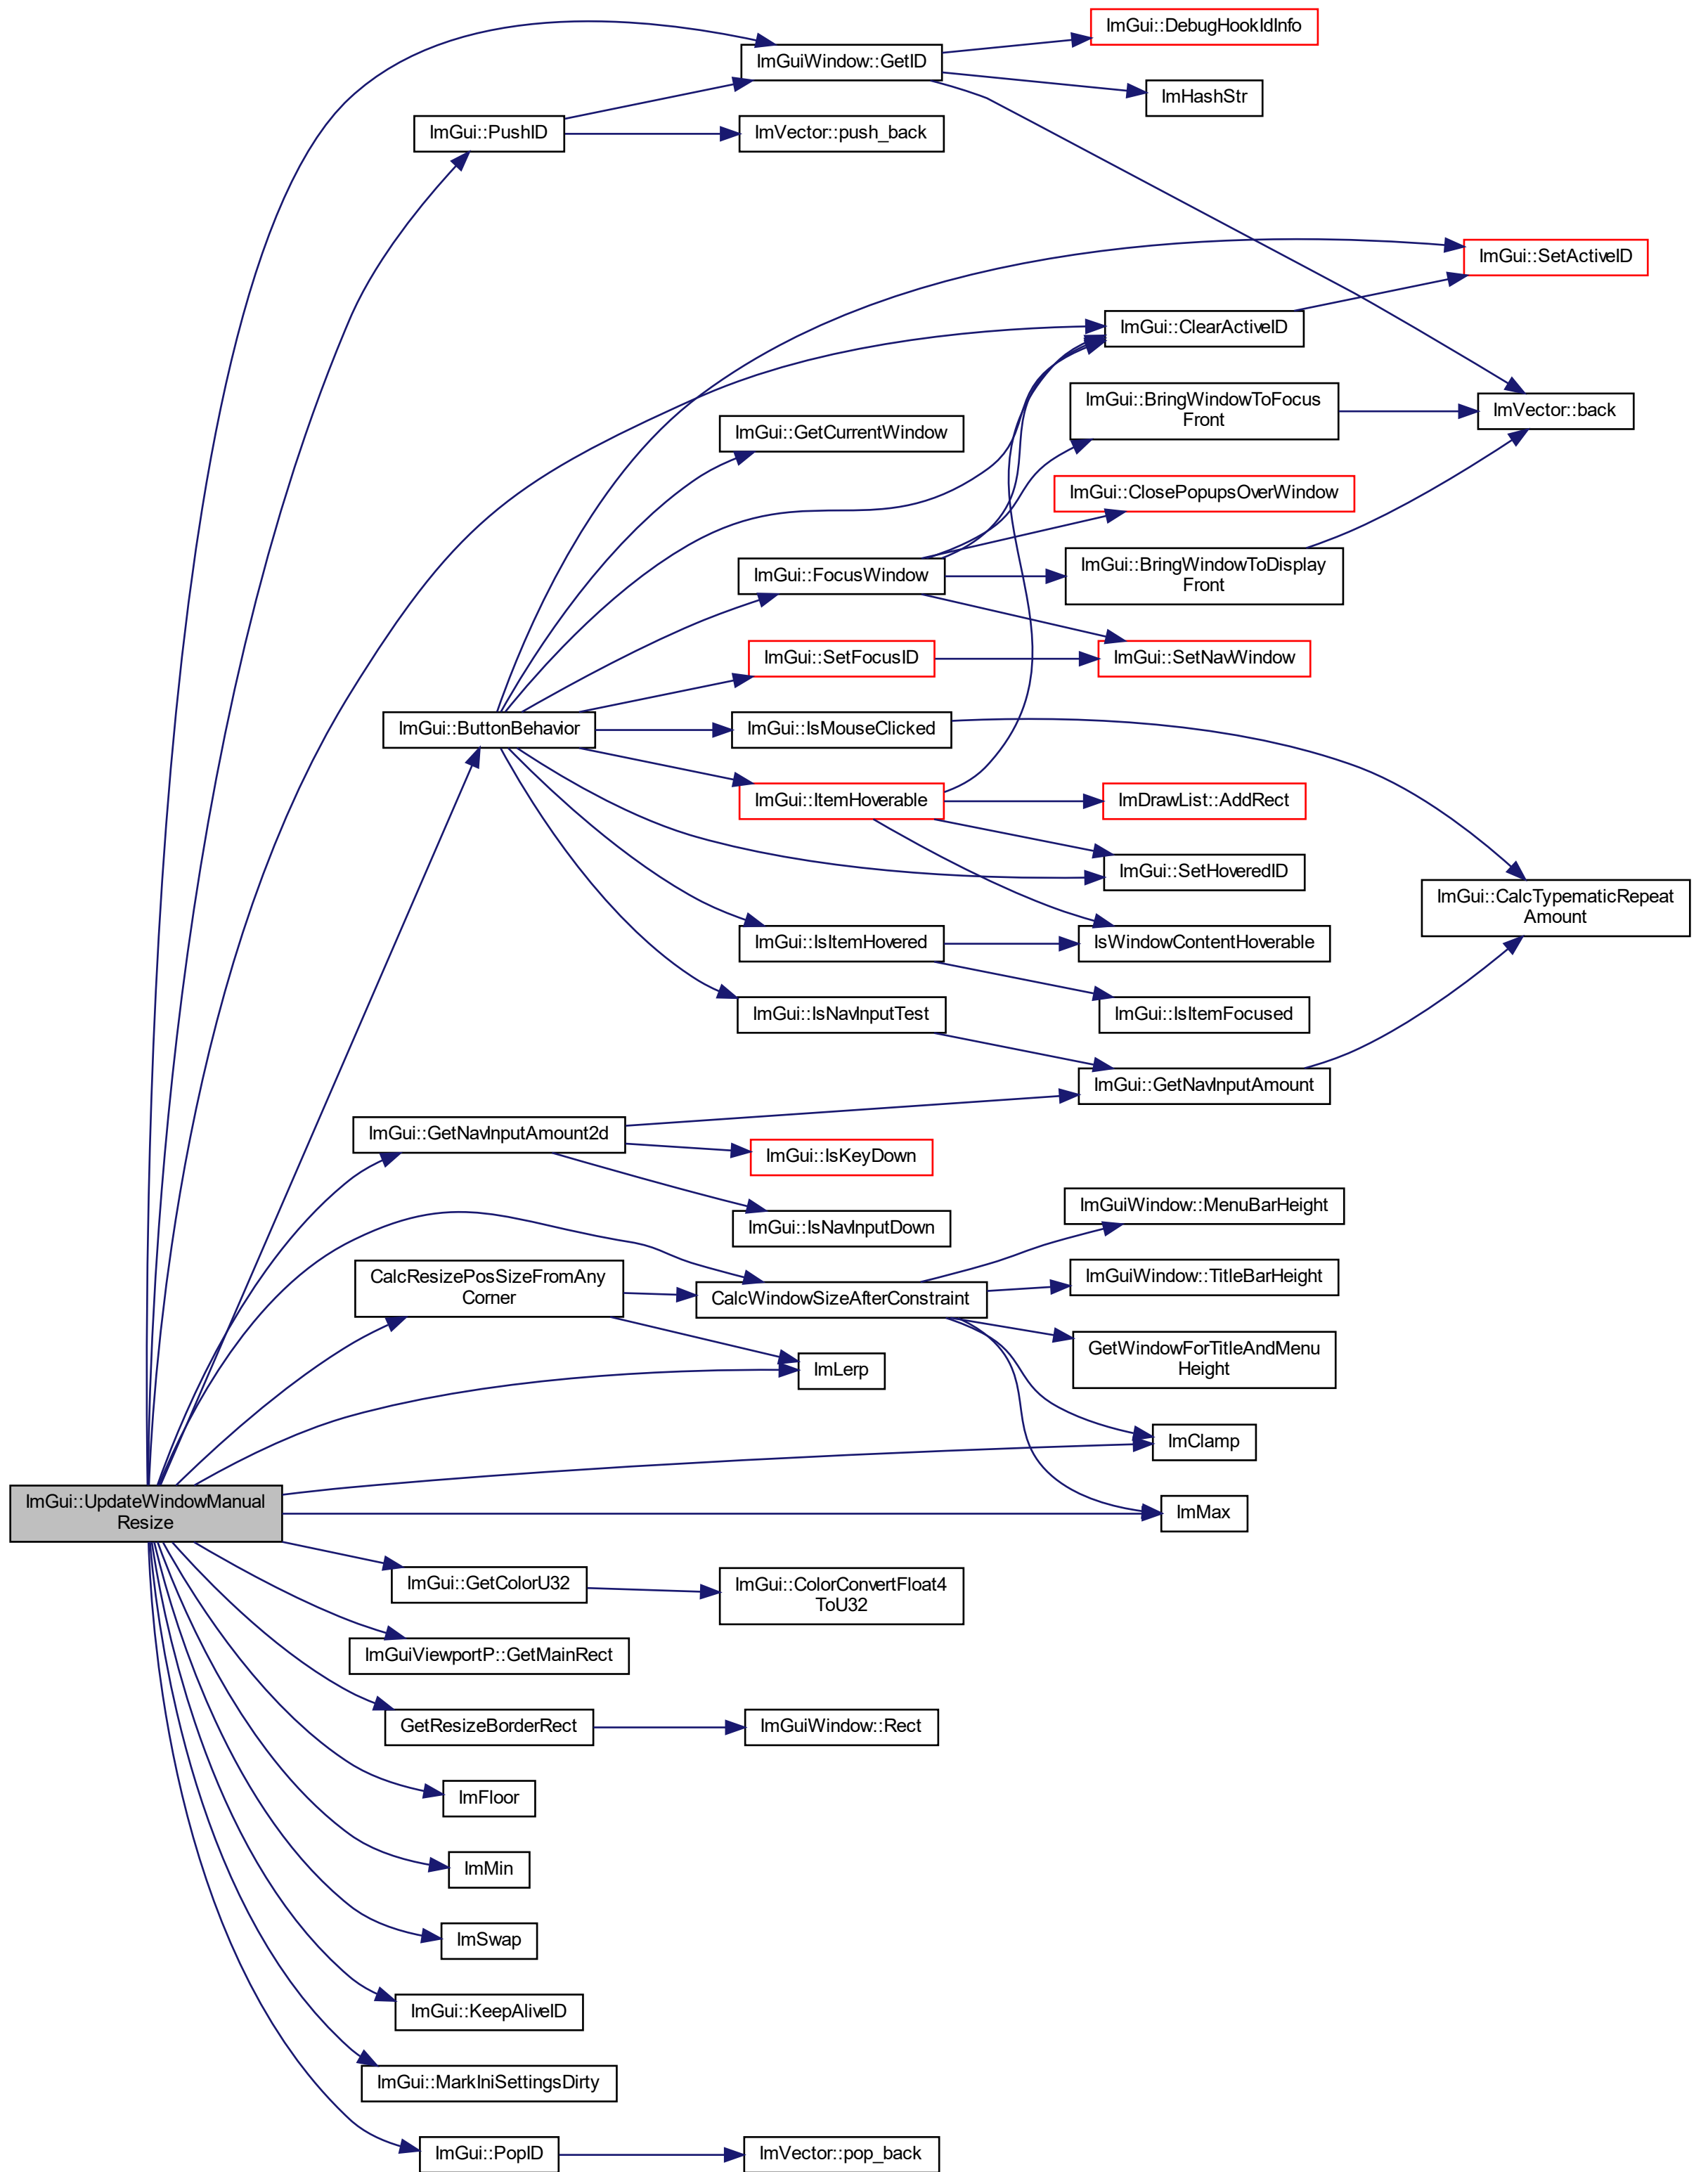 ImGui::DebugHookIdInfo
ImGuiWindow::GetID
ImHashStr
ImGui::PushID
ImVector::push_back
ImGui::SetActiveID
ImGui::ClearActiveID
ImGui::BringWindowToFocus
Front
ImVector::back
ImGui::GetCurrentWindow
ImGui::ClosePopupsOverWindow
ImGui::FocusWindow
ImGui::BringWindowToDisplay
Front
ImGui::SetFocusID
ImGui::SetNavWindow
ImGui::ButtonBehavior
ImGui::IsMouseClicked
ImGui::ItemHoverable
ImDrawList::AddRect
ImGui::SetHoveredID
ImGui::CalcTypematicRepeat
Amount
ImGui::IsItemHovered
IsWindowContentHoverable
ImGui::IsNavInputTest
ImGui::IsItemFocused
ImGui::GetNavInputAmount
ImGui::GetNavInputAmount2d
ImGui::IsKeyDown
ImGui::IsNavInputDown
ImGuiWindow::MenuBarHeight
CalcResizePosSizeFromAny
Corner
CalcWindowSizeAfterConstraint
ImGuiWindow::TitleBarHeight
GetWindowForTitleAndMenu
Height
ImLerp
ImClamp
ImGui::UpdateWindowManual
Resize
ImMax
ImGui::GetColorU32
ImGui::ColorConvertFloat4
ToU32
ImGuiViewportP::GetMainRect
GetResizeBorderRect
ImGuiWindow::Rect
ImFloor
ImMin
ImSwap
ImGui::KeepAliveID
ImGui::MarkIniSettingsDirty
ImGui::PopID
ImVector::pop_back